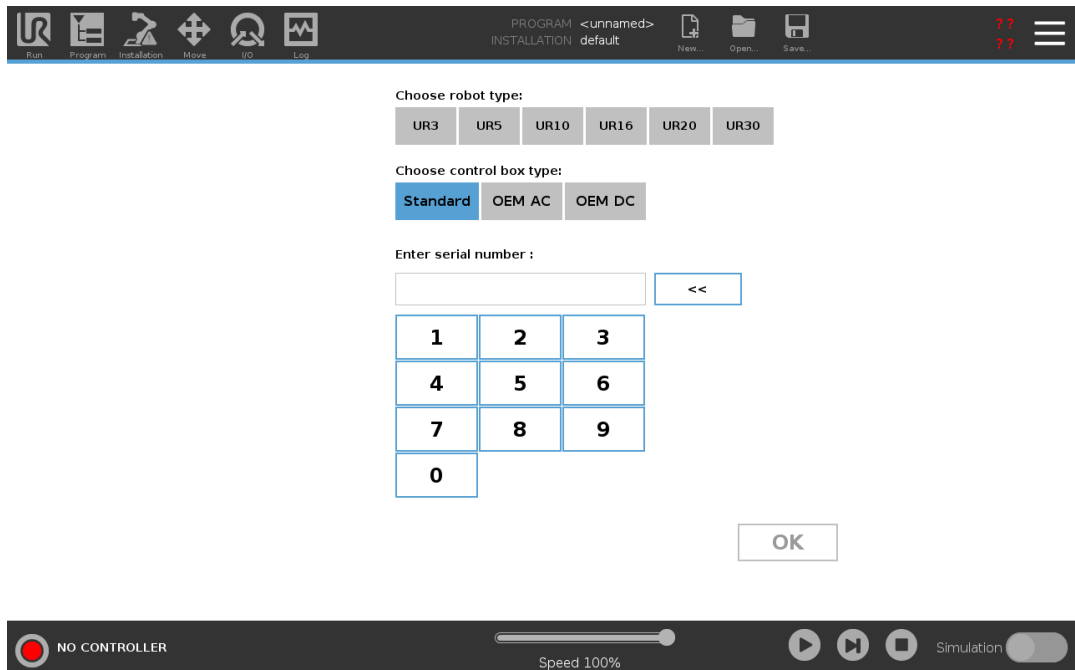 PROGRAM <unnamed>
INSTALLATION default
Run Program Installation Move I/O Log New... Open... Save...
? ?
? ?
Choose robot type:
UR3 UR5 UR10 UR16 UR20 UR30
Choose control box type:
Standard OEM AC OEM DC
Enter serial number :
<<
1 2 3
4 5 6
7 8 9
0
OK
NO CONTROLLER
Speed 100%
Simulation